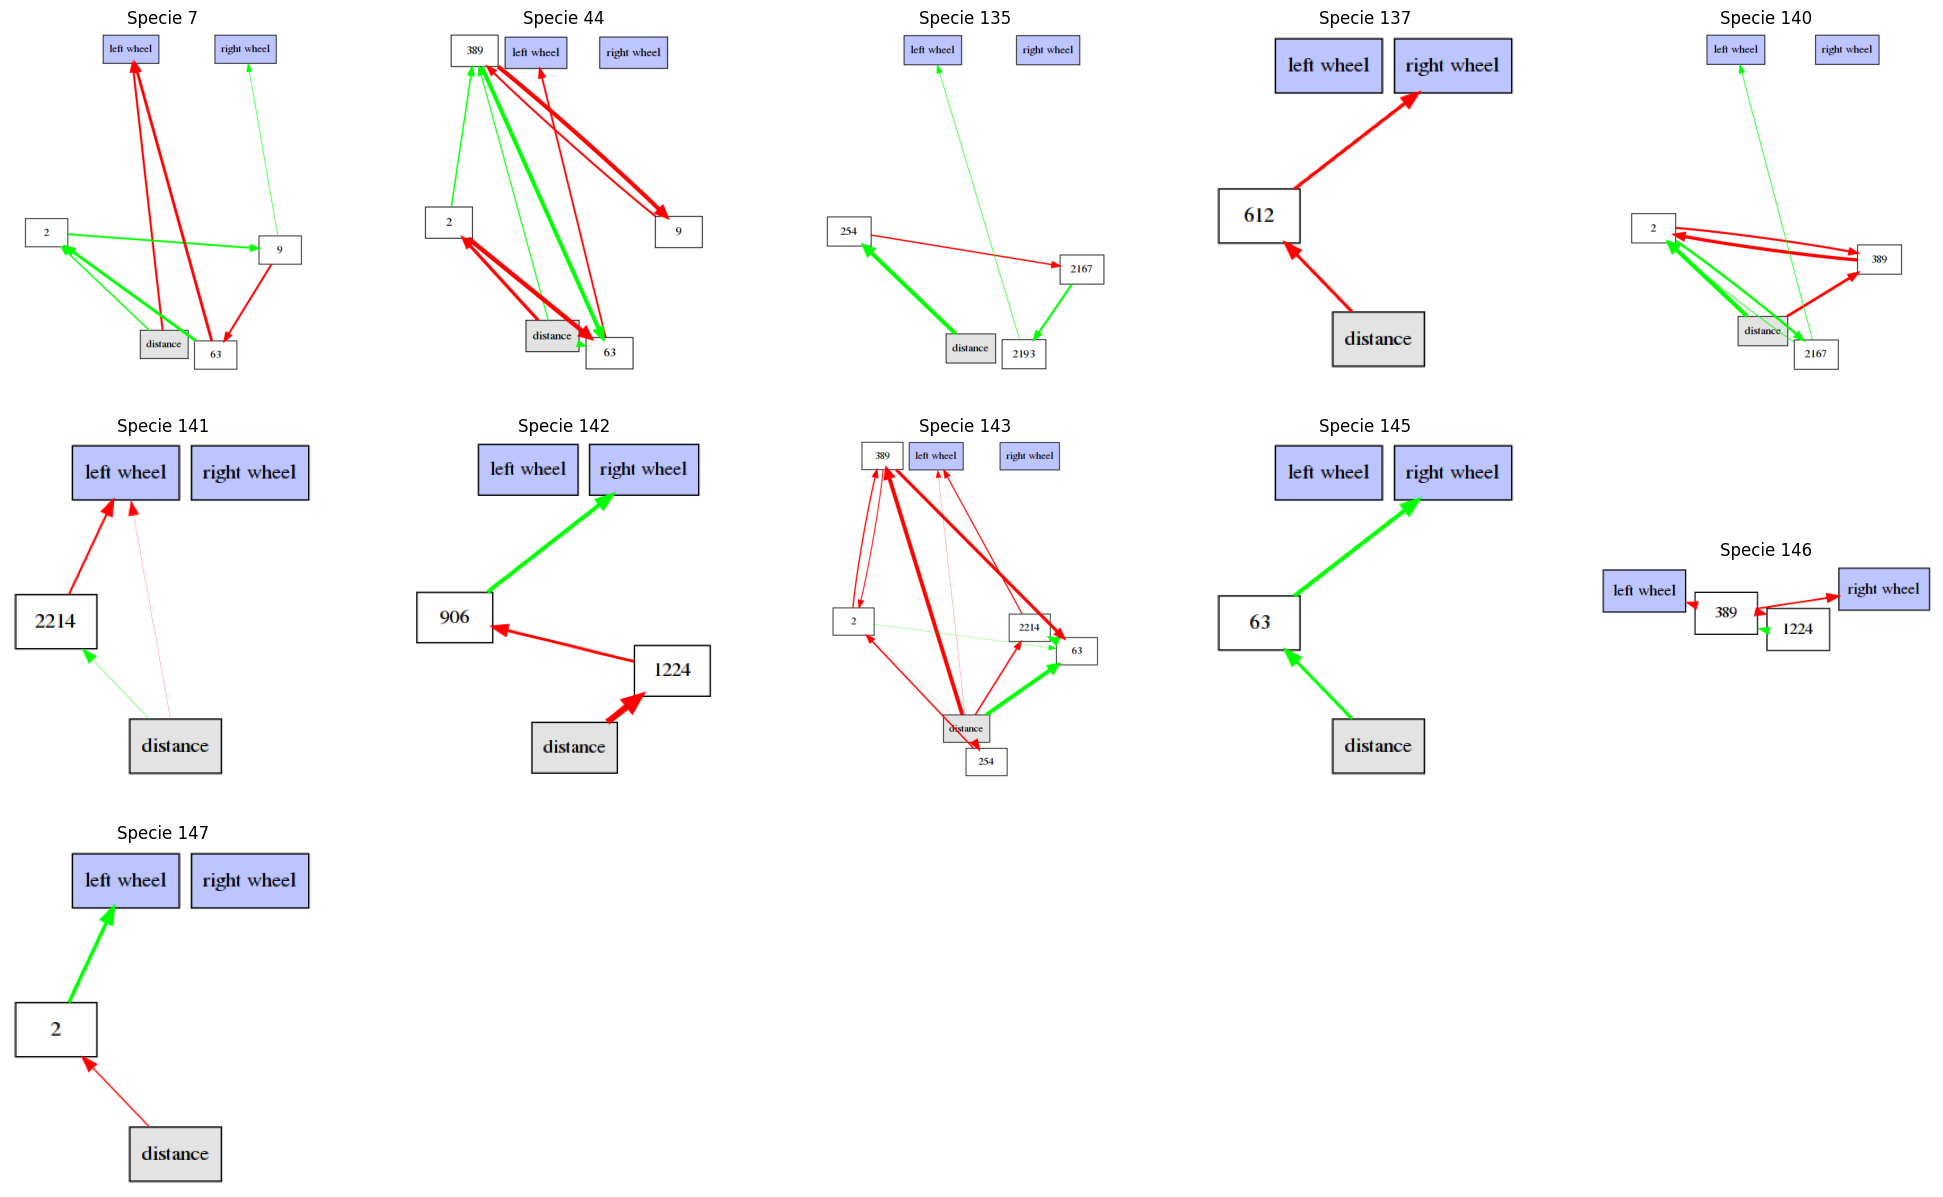 Specie 7
left wheel
right wheel
2
9
distance
63
Specie 44
389
left wheel
right wheel
2
9
distance
63
Specie 135
left wheel
right wheel
254
2167
distance
2193
Specie 137
left wheel
right wheel
612
distance
Specie 140
left wheel
right wheel
2
389
distance
2167
Specie 141
left wheel
right wheel
2214
distance
Specie 142
left wheel
right wheel
906
1224
distance
Specie 143
389
left wheel
right wheel
2
2214
63
distance
254
Specie 145
left wheel
right wheel
63
distance
Specie 146
left wheel
389
right wheel
1224
Specie 147
left wheel
right wheel
2
distance